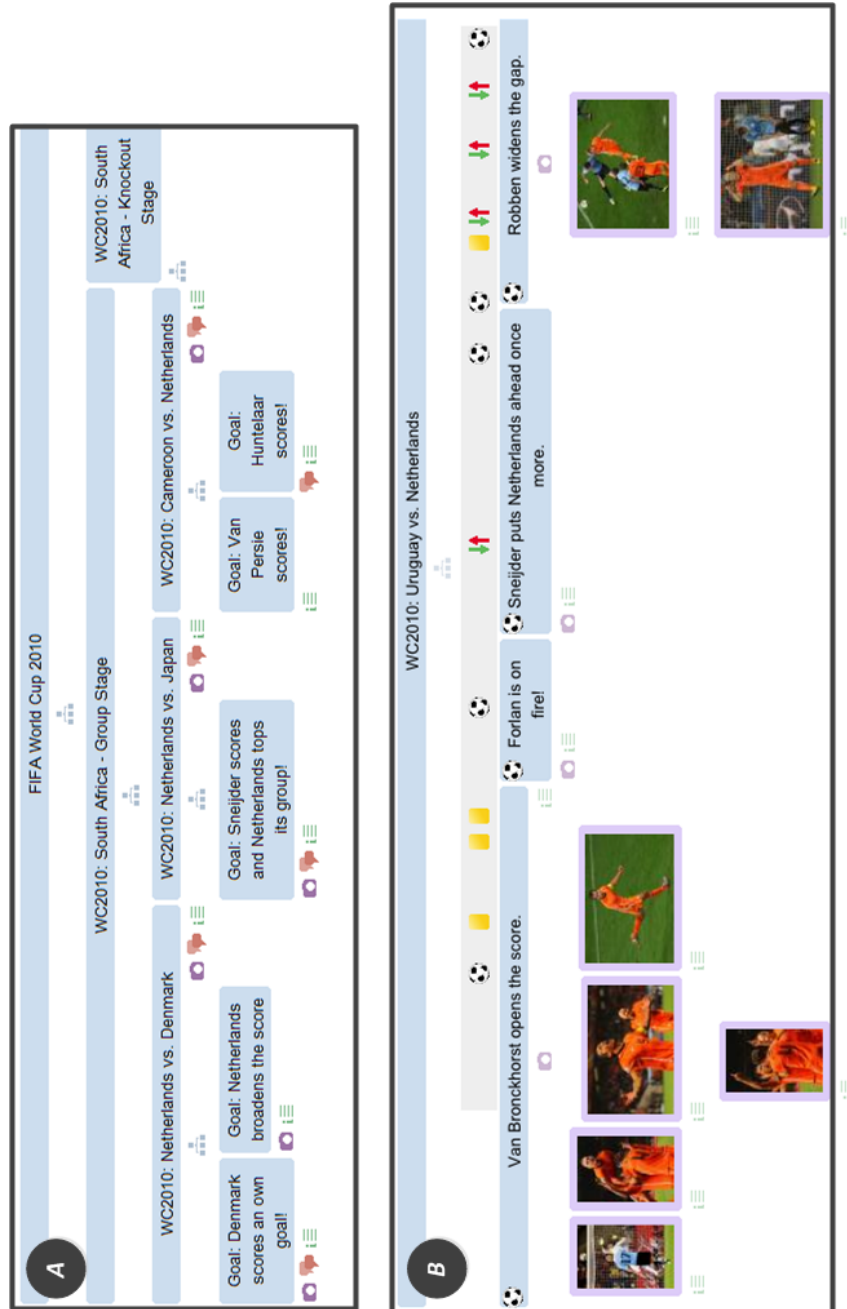 A
FIFA World Cup 2010
WC2010: South Africa - Group Stage
WC2010: South
Africa - Knockout
Stage
WC2010: Netherlands vs. Denmark
WC2010: Netherlands vs. Japan
WC2010: Cameroon vs. Netherlands
Goal: Denmark
scores an own
goal!
Goal: Netherlands
broadens the score
Goal: Sneijder scores
and Netherlands tops
its group!
Goal: Van
Persie
scores!
Goal:
Huntelaar
scores!
B
WC2010: Uruguay vs. Netherlands
Van Bronckhorst opens the score.
Forlan is on
fire!
Sneijder puts Netherlands ahead once
more.
Robben widens the gap.
17